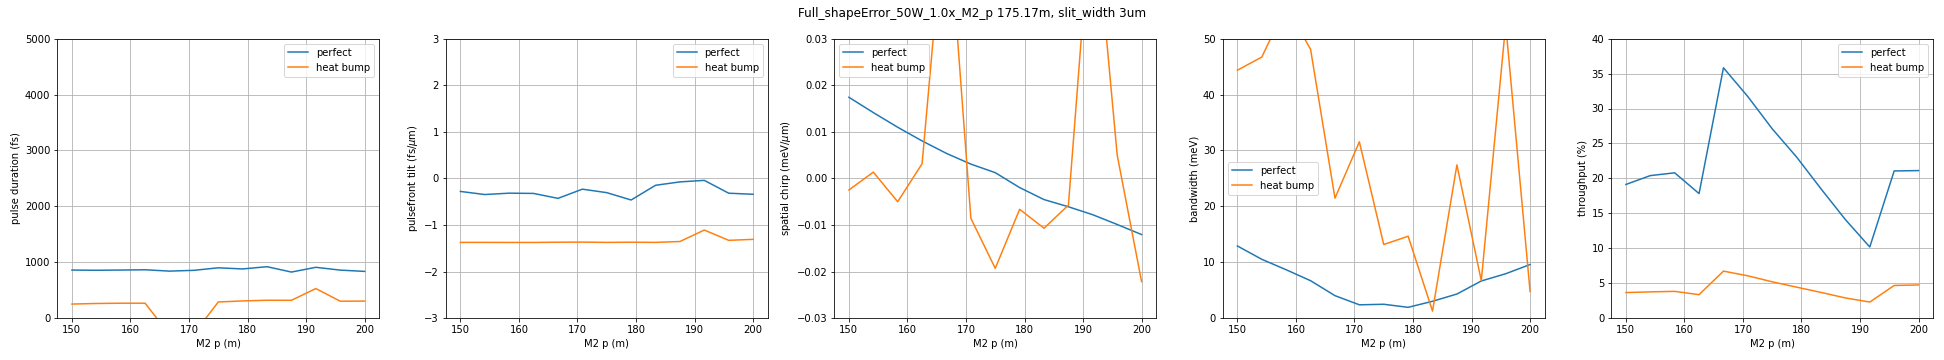 Full_shapeError_50W_1.0x_M2_p 175.17m, slit_width 3um
pulse duration (fs)
5000
4000
3000
2000
1000
0
perfect
heat bump
150 160 170 180 190 200
M2 p (m)
pulsefront tilt (fs/μm)
3
2
1
0
−1
−2
−3
perfect
heat bump
150 160 170 180 190 200
M2 p (m)
spatial chirp (meV/μm)
0.03
0.02
0.01
0.00
−0.01
−0.02
−0.03
perfect
heat bump
150 160 170 180 190 200
M2 p (m)
bandwidth (meV)
50
40
30
20
10
0
perfect
heat bump
150 160 170 180 190 200
M2 p (m)
throughput (%)
40
35
30
25
20
15
10
5
0
perfect
heat bump
150 160 170 180 190 200
M2 p (m)